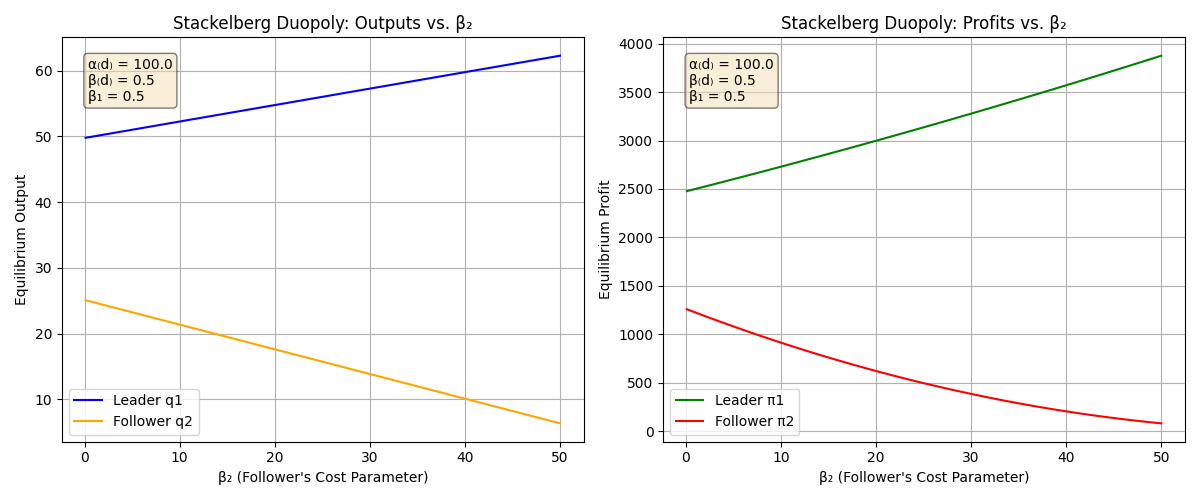 Stackelberg Duopoly: Outputs vs. β₂
α₍d₎ = 100.0
β₍d₎ = 0.5
β₁ = 0.5
Equilibrium Output
60
50
40
30
20
10
Leader q1
Follower q2
0 10 20 30 40 50
β₂ (Follower's Cost Parameter)
Stackelberg Duopoly: Profits vs. β₂
α₍d₎ = 100.0
β₍d₎ = 0.5
β₁ = 0.5
Equilibrium Profit
4000
3500
3000
2500
2000
1500
1000
500
0
Leader π1
Follower π2
0 10 20 30 40 50
β₂ (Follower's Cost Parameter)